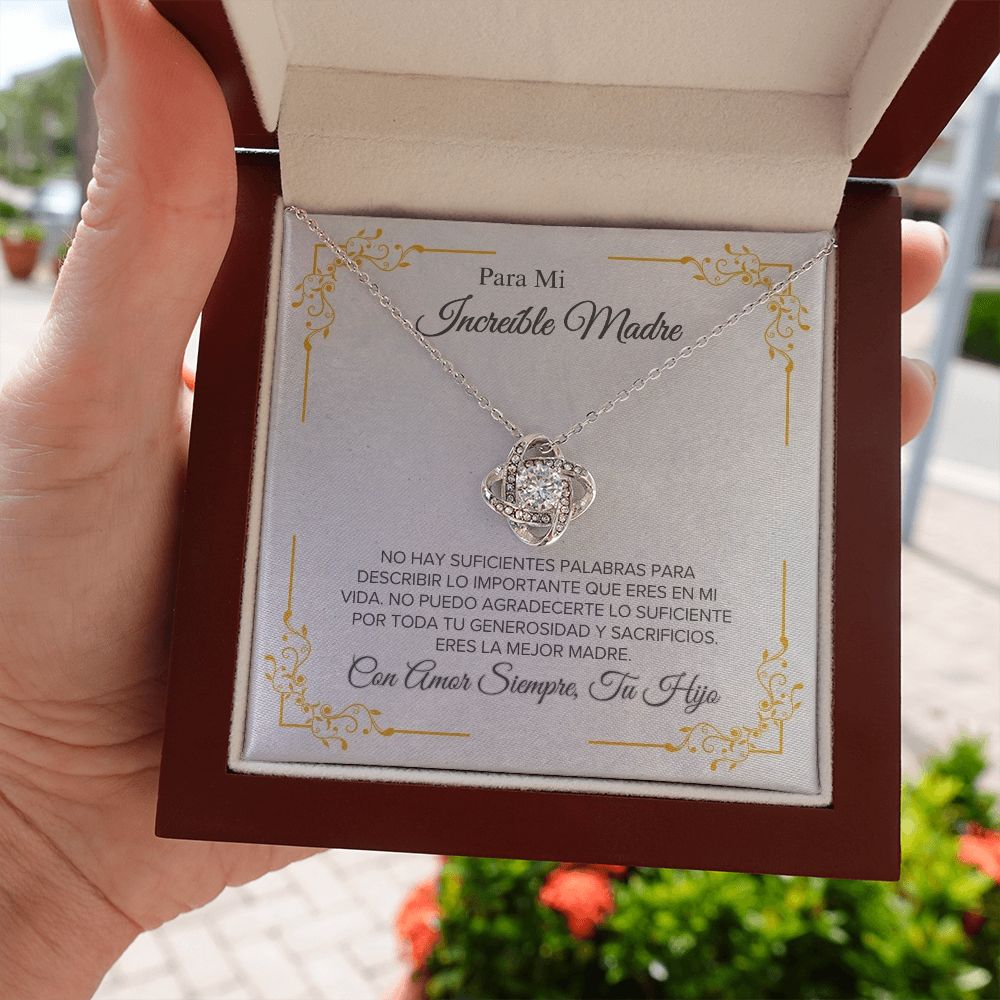 Para Mi
Increíble Madre
NO HAY SUFICIENTES PALABRAS PARA
DESCRIBIR LO IMPORTANTE QUE ERES EN MI
VIDA. NO PUEDO AGRADECERTE LO SUFICIENTE
POR TODA TU GENEROSIDAD Y SACRIFICIOS.
ERES LA MEJOR MADRE.
Con Amor Siempre, Tu Hijo